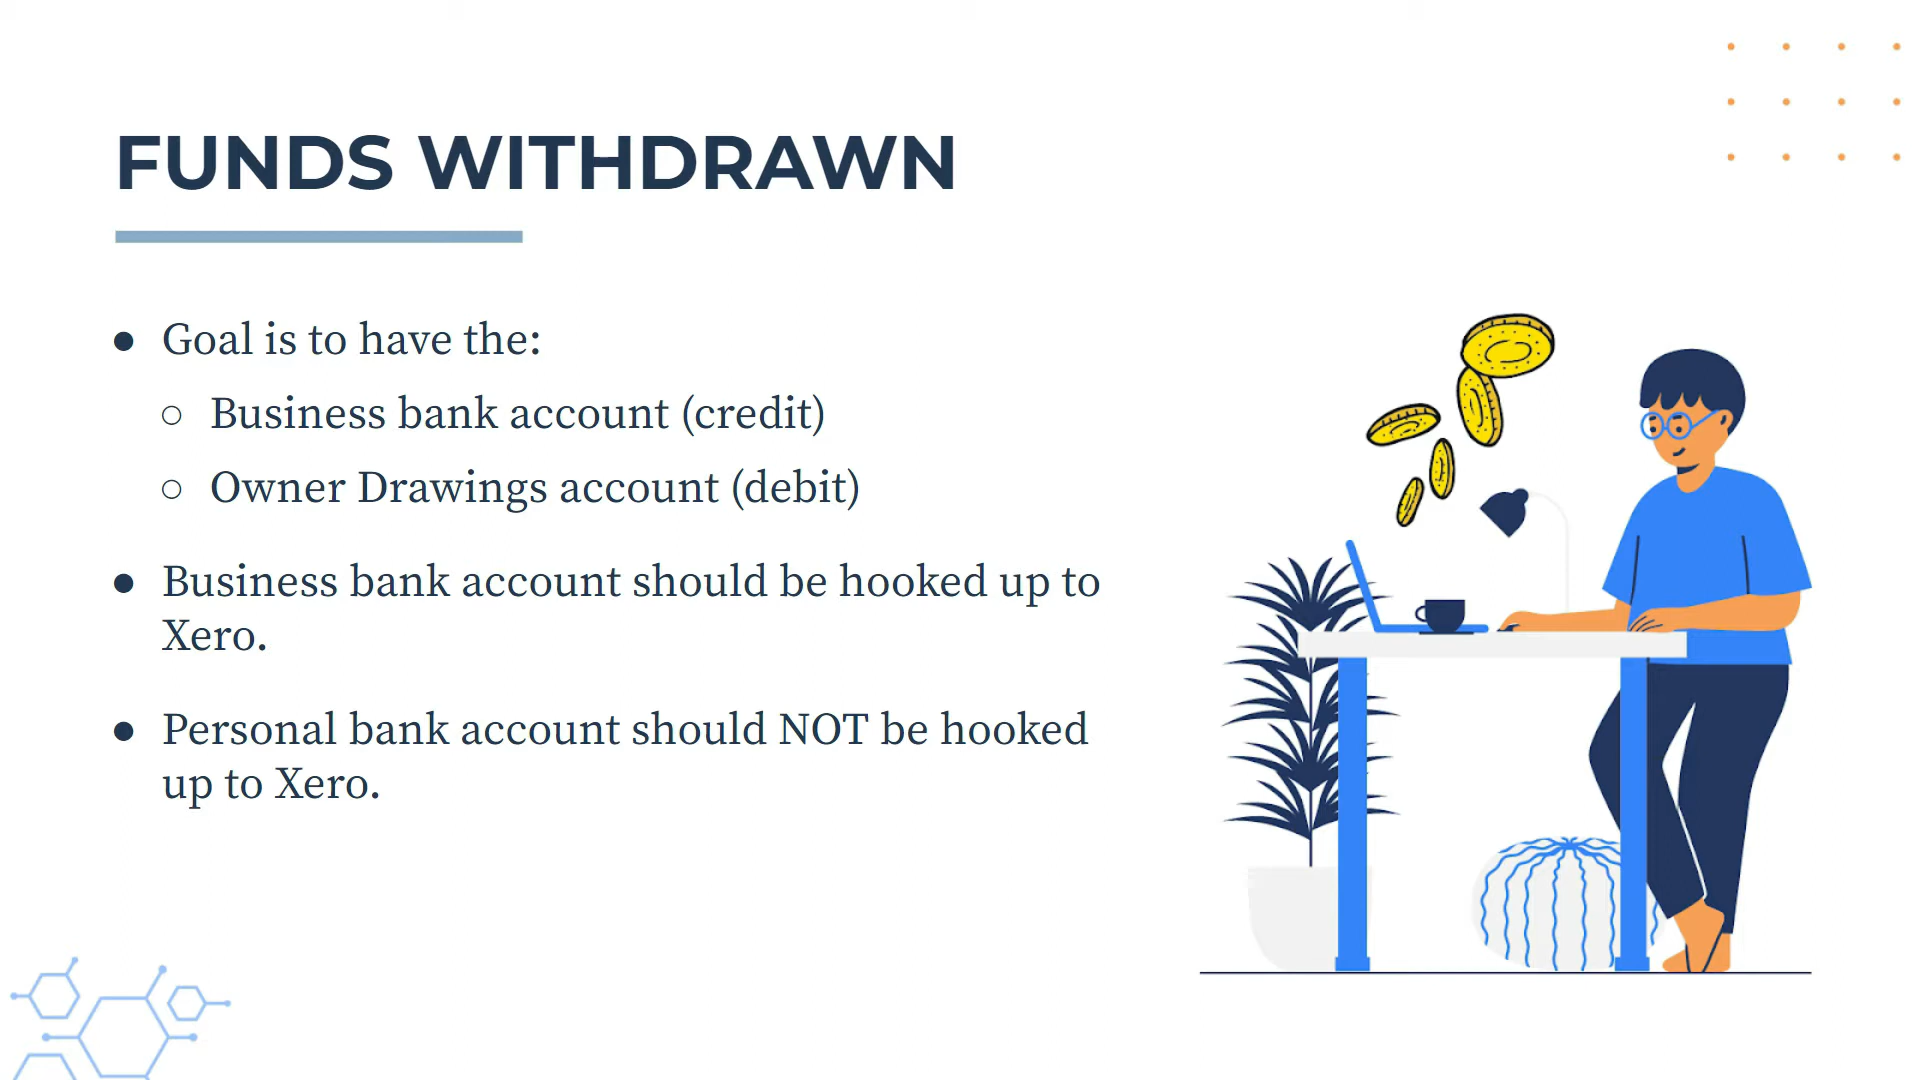 FUNDS WITHDRAWN
● Goal is to have the:
○ Business bank account (credit)
○ Owner Drawings account (debit)
● Business bank account should be hooked up to
Xero.
● Personal bank account should NOT be hooked
up to Xero.